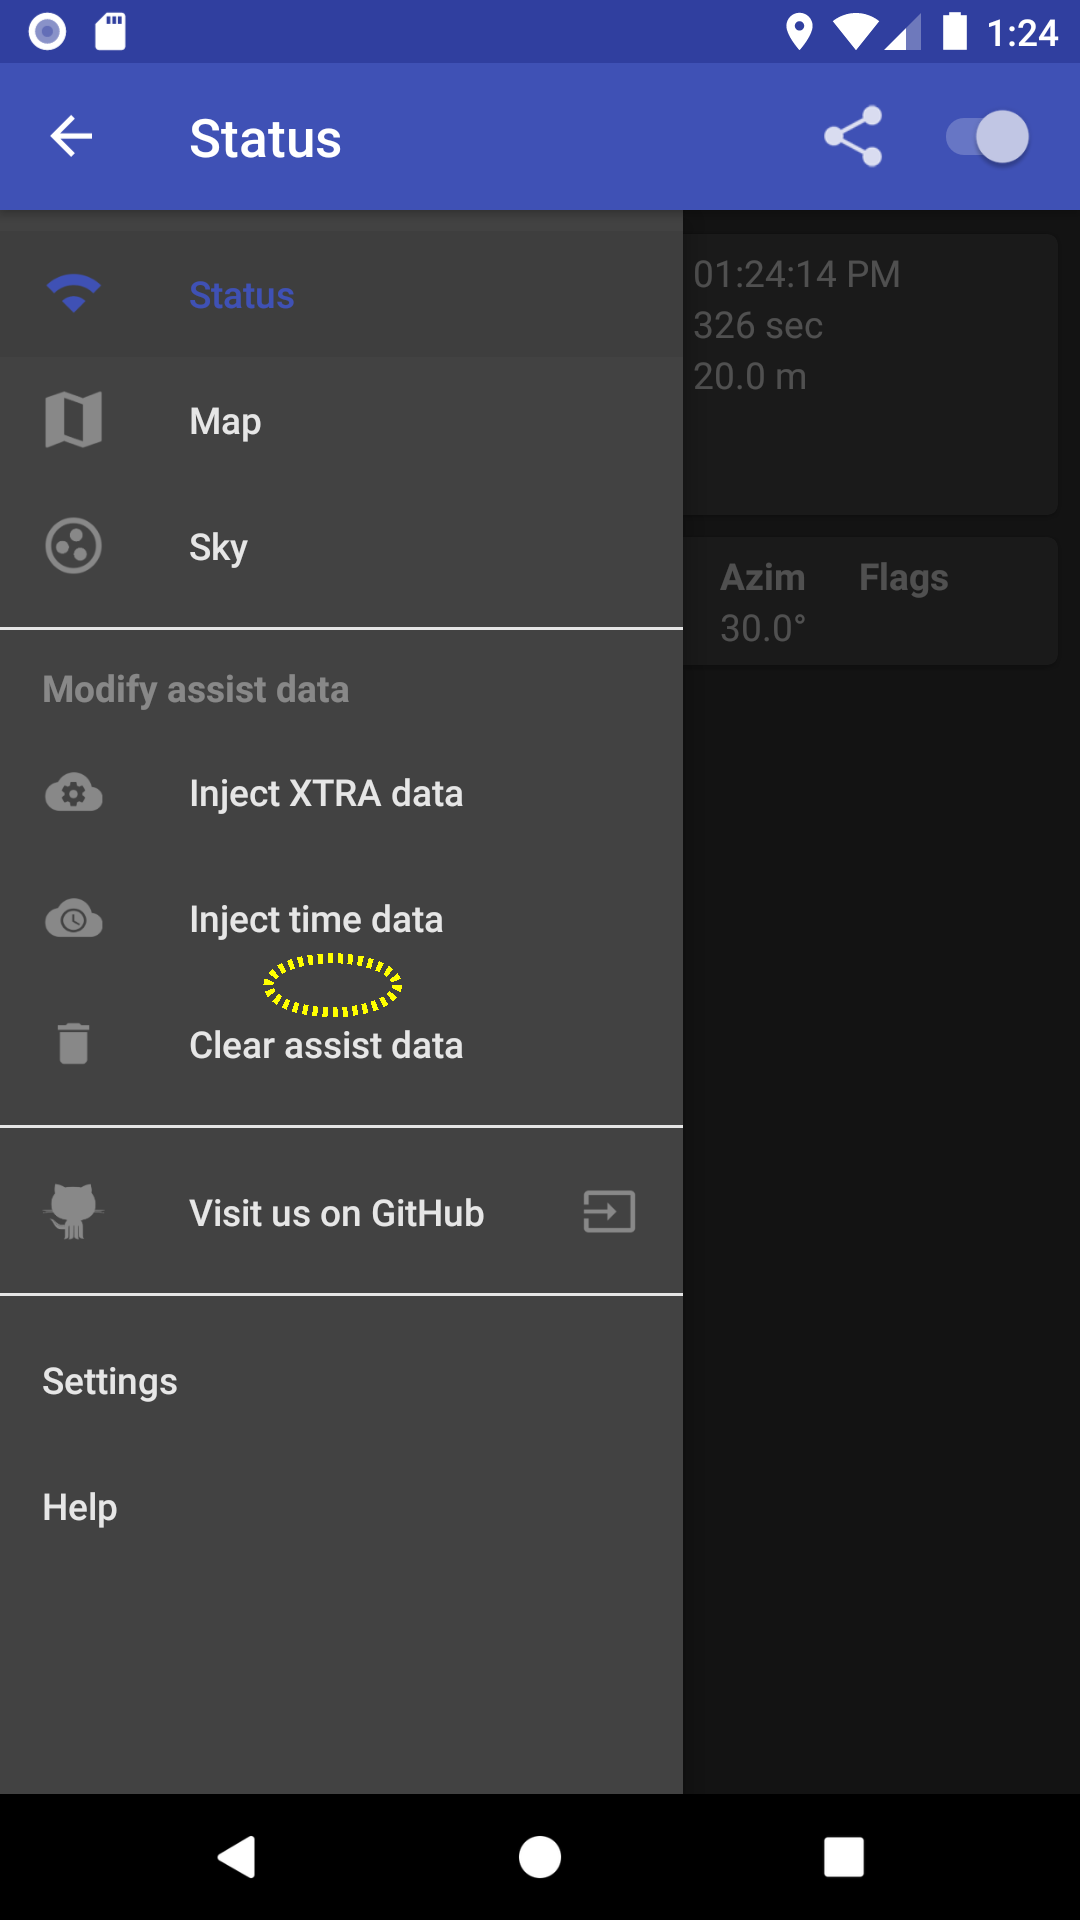 1:24
Status
Status
01:24:14 PM
326 sec
20.0 m
Map
Sky
Azim Flags
30.0°
Modify assist data
Inject XTRA data
Inject time data
Clear assist data
Visit us on GitHub
Settings
Help